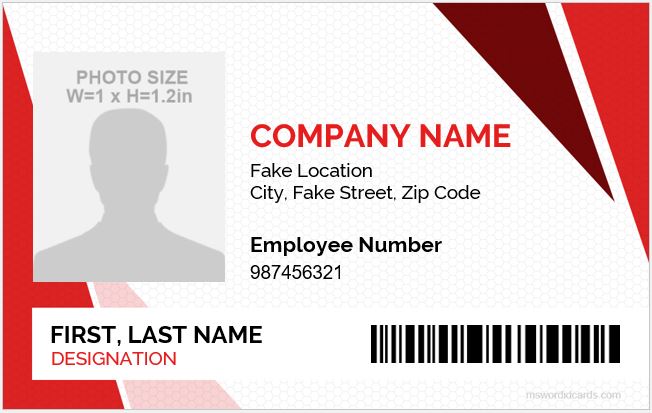 PHOTO SIZE
W=1 x H=1.2in
COMPANY NAME
Fake Location
City, Fake Street, Zip Code
Employee Number
987456321
FIRST, LAST NAME
DESIGNATION
mswordidcards.com